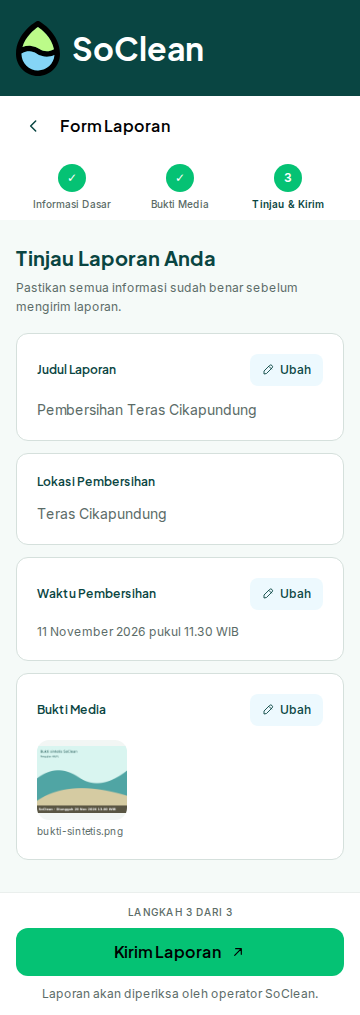 SoClean
Form Laporan
✓ ✓ 3
Informasi Dasar Bukti Media Tinjau & Kirim
Tinjau Laporan Anda
Pastikan semua informasi sudah benar sebelum
mengirim laporan.
Judul Laporan Ubah
Pembersihan Teras Cikapundung
Lokasi Pembersihan
Teras Cikapundung
Waktu Pembersihan Ubah
11 November 2026 pukul 11.30 WIB
Bukti Media Ubah
bukti-sintetis.png
LANGKAH 3 DARI 3
Kirim Laporan
Laporan akan diperiksa oleh operator SoClean.